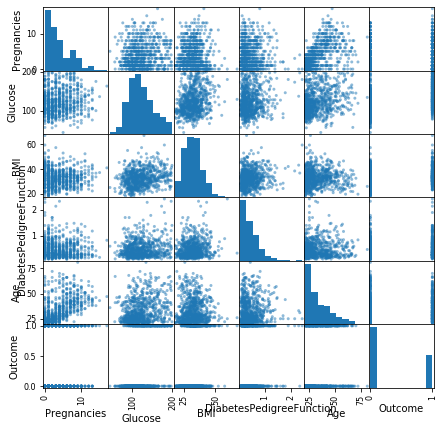 Pregnancies
10
0
Glucose
200
100
BMI
60
40
20
DiabetesPedigreeFunction
2
1
Age
75
50
25
Outcome
1.0
0.5
0.0
0 10 100 200 25 50 1 2 25 50 75 0 1
Pregnancies Glucose BMI DiabetesPedigreeFunction Age Outcome